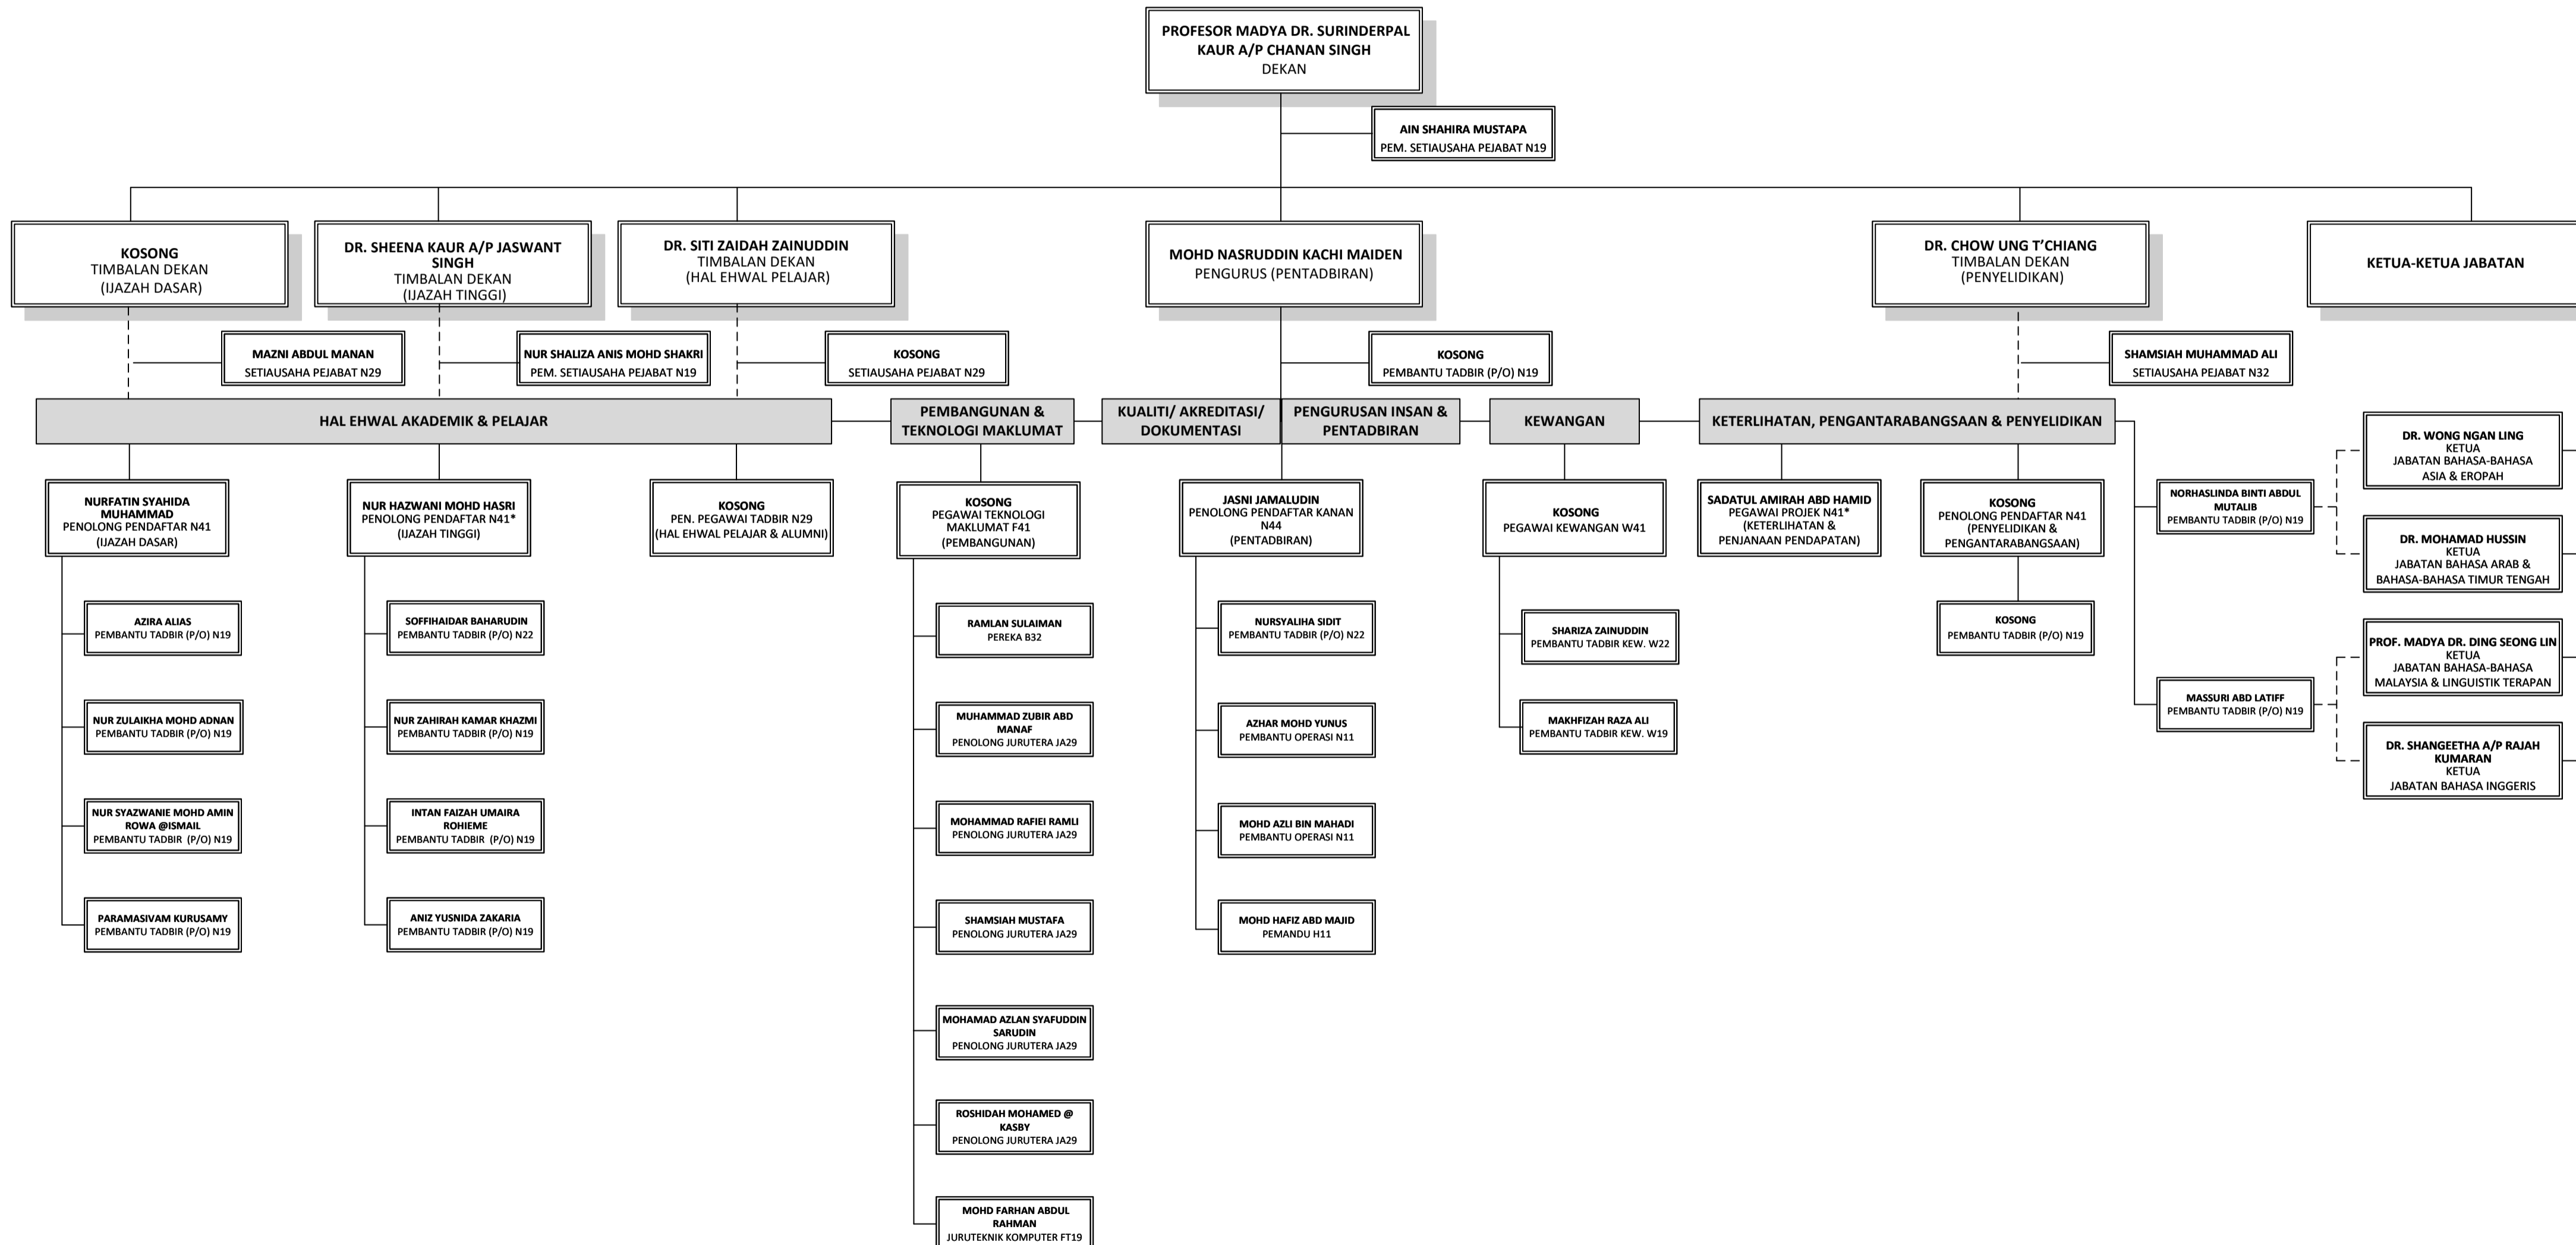 PROFESOR MADYA DR. SURINDERPAL
KAUR A/P CHANAN SINGH
DEKAN
AIN SHAHIRA MUSTAPA
PEM. SETIAUSAHA PEJABAT N19
KOSONG
TIMBALAN DEKAN
(IJAZAH DASAR)
DR. SHEENA KAUR A/P JASWANT
SINGH
TIMBALAN DEKAN
(IJAZAH TINGGI)
DR. SITI ZAIDAH ZAINUDDIN
TIMBALAN DEKAN
(HAL EHWAL PELAJAR)
MOHD NASRUDDIN KACHI MAIDEN
PENGURUS (PENTADBIRAN)
DR. CHOW UNG T’CHIANG
TIMBALAN DEKAN
(PENYELIDIKAN)
KETUA-KETUA JABATAN
MAZNI ABDUL MANAN
SETIAUSAHA PEJABAT N29
NUR SHALIZA ANIS MOHD SHAKRI
PEM. SETIAUSAHA PEJABAT N19
KOSONG
SETIAUSAHA PEJABAT N29
KOSONG
PEMBANTU TADBIR (P/O) N19
SHAMSIAH MUHAMMAD ALI
SETIAUSAHA PEJABAT N32
HAL EHWAL AKADEMIK & PELAJAR
PEMBANGUNAN &
TEKNOLOGI MAKLUMAT
KUALITI/ AKREDITASI/
DOKUMENTASI
PENGURUSAN INSAN &
PENTADBIRAN
KEWANGAN
KETERLIHATAN, PENGANTARABANGSAAN & PENYELIDIKAN
NURFATIN SYAHIDA
MUHAMMAD
PENOLONG PENDAFTAR N41
(IJAZAH DASAR)
AZIRA ALIAS
PEMBANTU TADBIR (P/O) N19
NUR ZULAIKHA MOHD ADNAN
PEMBANTU TADBIR (P/O) N19
NUR SYAZWANIE MOHD AMIN
ROWA @ISMAIL
PEMBANTU TADBIR (P/O) N19
PARAMASIVAM KURUSAMY
PEMBANTU TADBIR (P/O) N19
NUR HAZWANI MOHD HASRI
PENOLONG PENDAFTAR N41*
(IJAZAH TINGGI)
SOFFIHAIDAR BAHARUDIN
PEMBANTU TADBIR (P/O) N22
NUR ZAHIRAH KAMAR KHAZMI
PEMBANTU TADBIR (P/O) N19
INTAN FAIZAH UMAIRA
ROHIEME
PEMBANTU TADBIR (P/O) N19
ANIZ YUSNIDA ZAKARIA
PEMBANTU TADBIR (P/O) N19
KOSONG
PEN. PEGAWAI TADBIR N29
(HAL EHWAL PELAJAR & ALUMNI)
KOSONG
PEGAWAI TEKNOLOGI
MAKLUMAT F41
(PEMBANGUNAN)
RAMLAN SULAIMAN
PEREKA B32
MUHAMMAD ZUBIR ABD
MANAF
PENOLONG JURUTERA JA29
MOHAMMAD RAFIEI RAMLI
PENOLONG JURUTERA JA29
SHAMSIAH MUSTAFA
PENOLONG JURUTERA JA29
MOHAMAD AZLAN SYAFUDDIN
SARUDIN
PENOLONG JURUTERA JA29
ROSHIDAH MOHAMED @
KASBY
PENOLONG JURUTERA JA29
MOHD FARHAN ABDUL
RAHMAN
JURUTEKNIK KOMPUTER FT19
JASNI JAMALUDIN
PENOLONG PENDAFTAR KANAN
N44
(PENTADBIRAN)
NURSYALIHA SIDIT
PEMBANTU TADBIR (P/O) N22
AZHAR MOHD YUNUS
PEMBANTU OPERASI N11
MOHD AZLI BIN MAHADI
PEMBANTU OPERASI N11
MOHD HAFIZ ABD MAJID
PEMANDU H11
KOSONG
PEGAWAI KEWANGAN W41
SHARIZA ZAINUDDIN
PEMBANTU TADBIR KEW. W22
MAKHFIZAH RAZA ALI
PEMBANTU TADBIR KEW. W19
SADATUL AMIRAH ABD HAMID
PEGAWAI PROJEK N41*
(KETERLIHATAN &
PENJANAAN PENDAPATAN)
KOSONG
PENOLONG PENDAFTAR N41
(PENYELIDIKAN &
PENGANTARABANGSAAN)
KOSONG
PEMBANTU TADBIR (P/O) N19
NORHASLINDA BINTI ABDUL
MUTALIB
PEMBANTU TADBIR (P/O) N19
MASSURI ABD LATIFF
PEMBANTU TADBIR (P/O) N19
DR. WONG NGAN LING
KETUA
JABATAN BAHASA-BAHASA
ASIA & EROPAH
DR. MOHAMAD HUSSIN
KETUA
JABATAN BAHASA ARAB &
BAHASA-BAHASA TIMUR TENGAH
PROF. MADYA DR. DING SEONG LIN
KETUA
JABATAN BAHASA-BAHASA
MALAYSIA & LINGUISTIK TERAPAN
DR. SHANGEETHA A/P RAJAH
KUMARAN
KETUA
JABATAN BAHASA INGGERIS